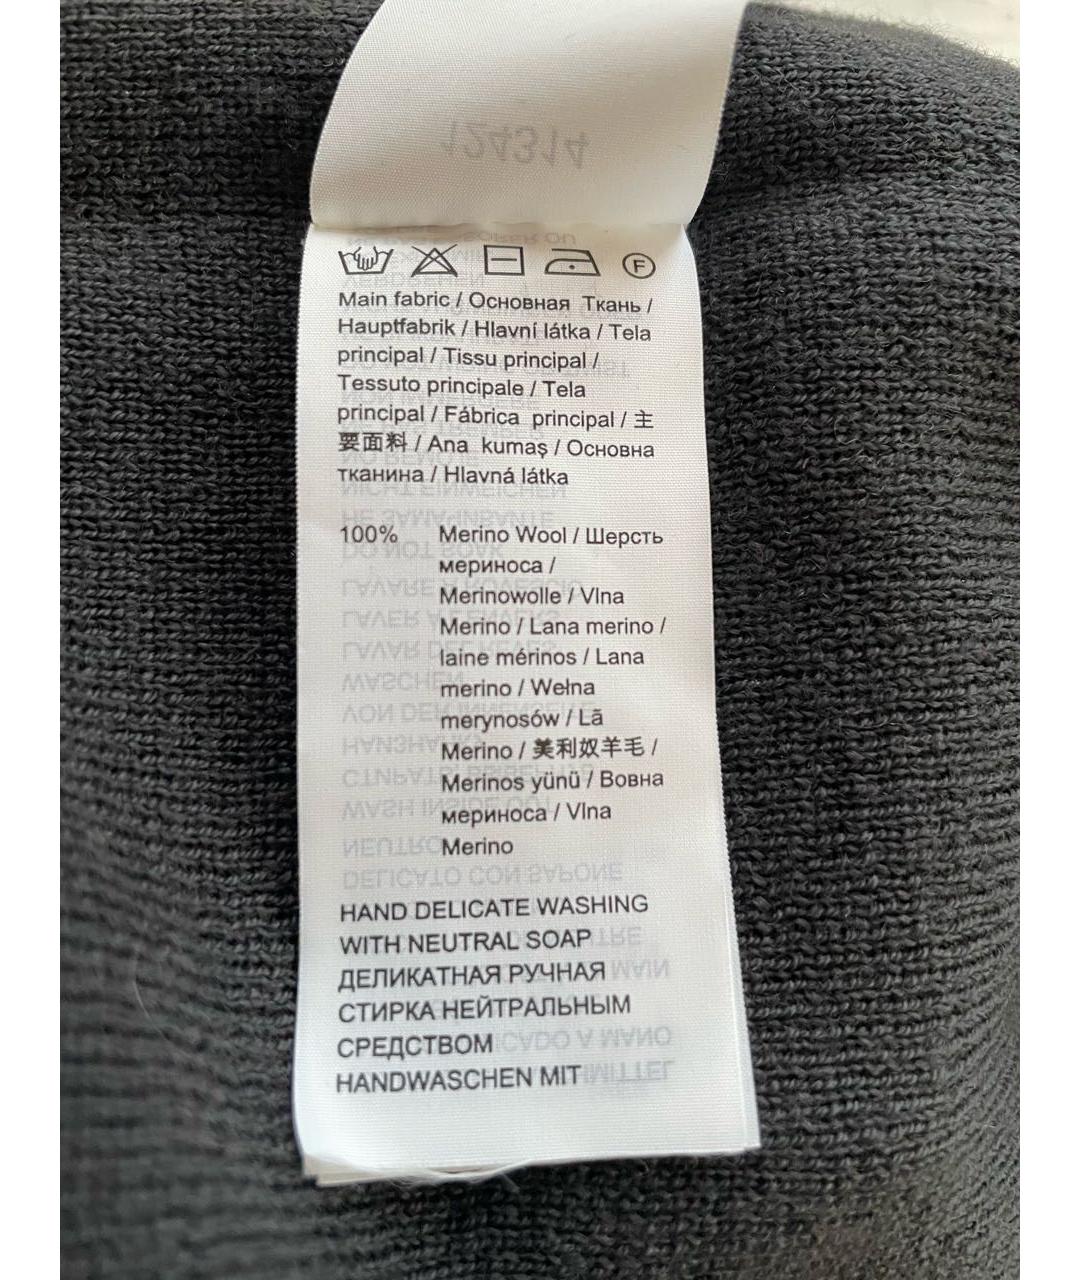 124314
F
Main fabric / Основная Ткань /
Hauptfabrik / Hlavní látka / Tela
principal / Tissu principal /
Tessuto principale / Tela
principal / Fábrica principal / 主
要面料 / Ana kumaş / Основна
тканина / Hlavná látka
100% Merino Wool / Шерсть
мериноса /
Merinowolle / Vlna
Merino / Lana merino /
laine mérinos / Lana
merino / Wełna
merynosów / Lã
Merino / 美利奴羊毛 /
Merinos yünü / Вовна
мериноса / Vlna
Merino
HAND DELICATE WASHING
WITH NEUTRAL SOAP
ДЕЛИКАТНАЯ РУЧНАЯ
СТИРКА НЕЙТРАЛЬНЫМ
СРЕДСТВОМ
HANDWASCHEN MIT